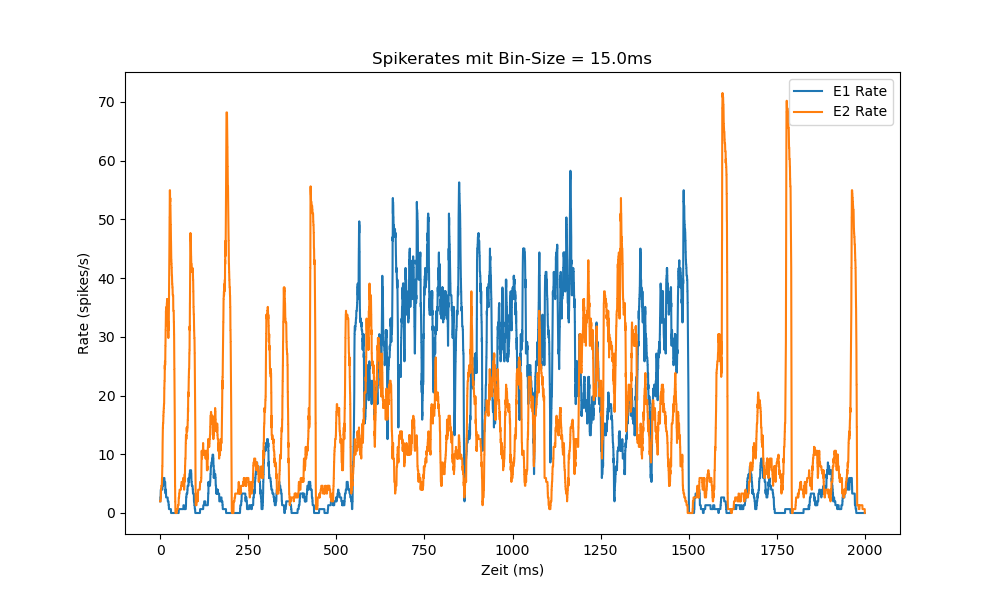 Spikerates mit Bin-Size = 15.0ms
E1 Rate
E2 Rate
70
60
50
40
30
20
10
0
Rate (spikes/s)
0 250 500 750 1000 1250 1500 1750 2000
Zeit (ms)